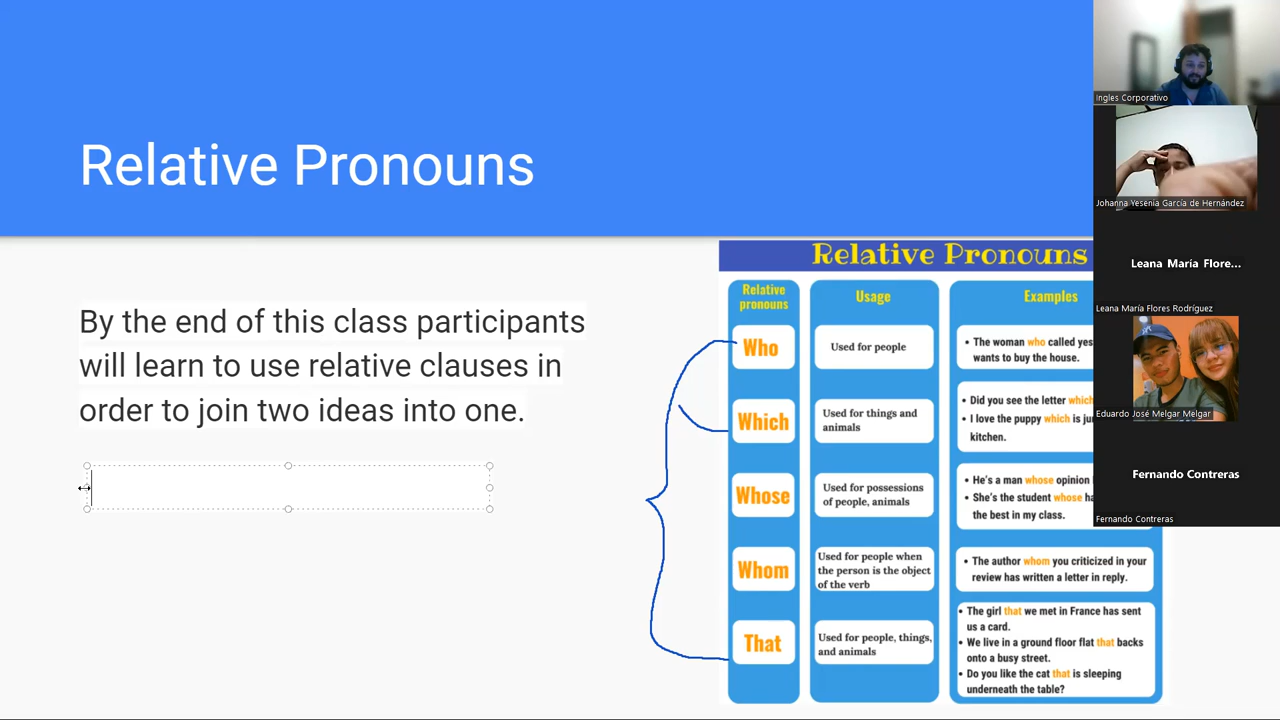 Relative Pronouns
By the end of this class participants
will learn to use relative clauses in
order to join two ideas into one.
Relative Pronouns
Relative
pronouns
Usage
Examples
Who
Used for people
• The woman who called yes
wants to buy the house.
Which
Used for things and
animals
• Did you see the letter which
• I love the puppy which is ju
kitchen.
Whose
Used for possessions
of people, animals
• He's a man whose opinion
• She's the student whose ha
the best in my class.
Whom
Used for people when
the person is the object
of the verb
• The author whom you criticized in your
review has written a letter in reply.
That
Used for people, things,
and animals
• The girl that we met in France has sent
us a card.
• We live in a ground floor flat that backs
onto a busy street.
• Do you like the cat that is sleeping
underneath the table?
Ingles Corporativo
Johanna Yesenia García de Hernández
Leana María Flore...
Leana María Flores Rodríguez
Eduardo José Melgar Melgar
Fernando Contreras
Fernando Contreras